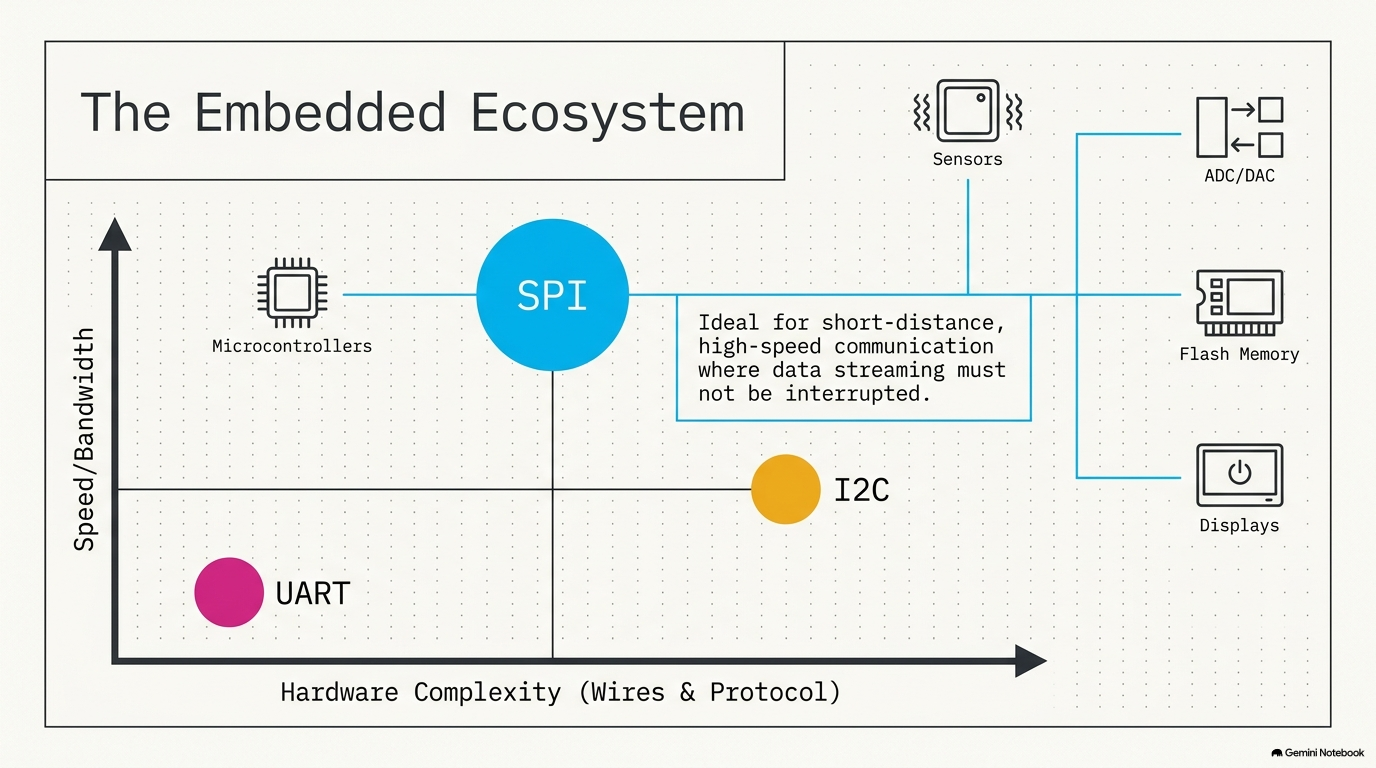 The Embedded Ecosystem
Sensors
ADC/DAC
Microcontrollers
SPI
Ideal for short-distance,
high-speed communication
where data streaming must
not be interrupted.
Flash Memory
Displays
Speed/Bandwidth
I2C
UART
Hardware Complexity (Wires & Protocol)
Gemini Notebook